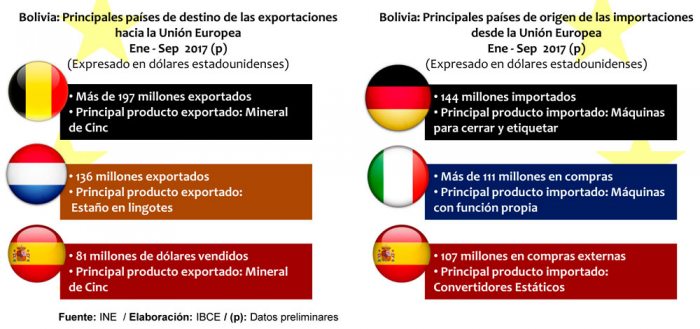 Bolivia: Principales países de destino de las exportaciones
hacia la Unión Europea
Ene - Sep 2017 (p)
(Expresado en dólares estadounidenses)
• Más de 197 millones exportados
• Principal producto exportado: Mineral
de Cinc
• 136 millones exportados
• Principal producto exportado:
Estaño en lingotes
• 81 millones de dólares vendidos
• Principal producto exportado: Mineral
de Cinc
Bolivia: Principales países de origen de las importaciones
desde la Unión Europea
Ene - Sep 2017 (p)
(Expresado en dólares estadounidenses)
• 144 millones importados
• Principal producto importado: Máquinas
para cerrar y etiquetar
• Más de 111 millones en compras
• Principal producto importado: Máquinas
con función propia
• 107 millones en compras externas
• Principal producto importado:
Convertidores Estáticos
Fuente: INE / Elaboración: IBCE / (p): Datos preliminares